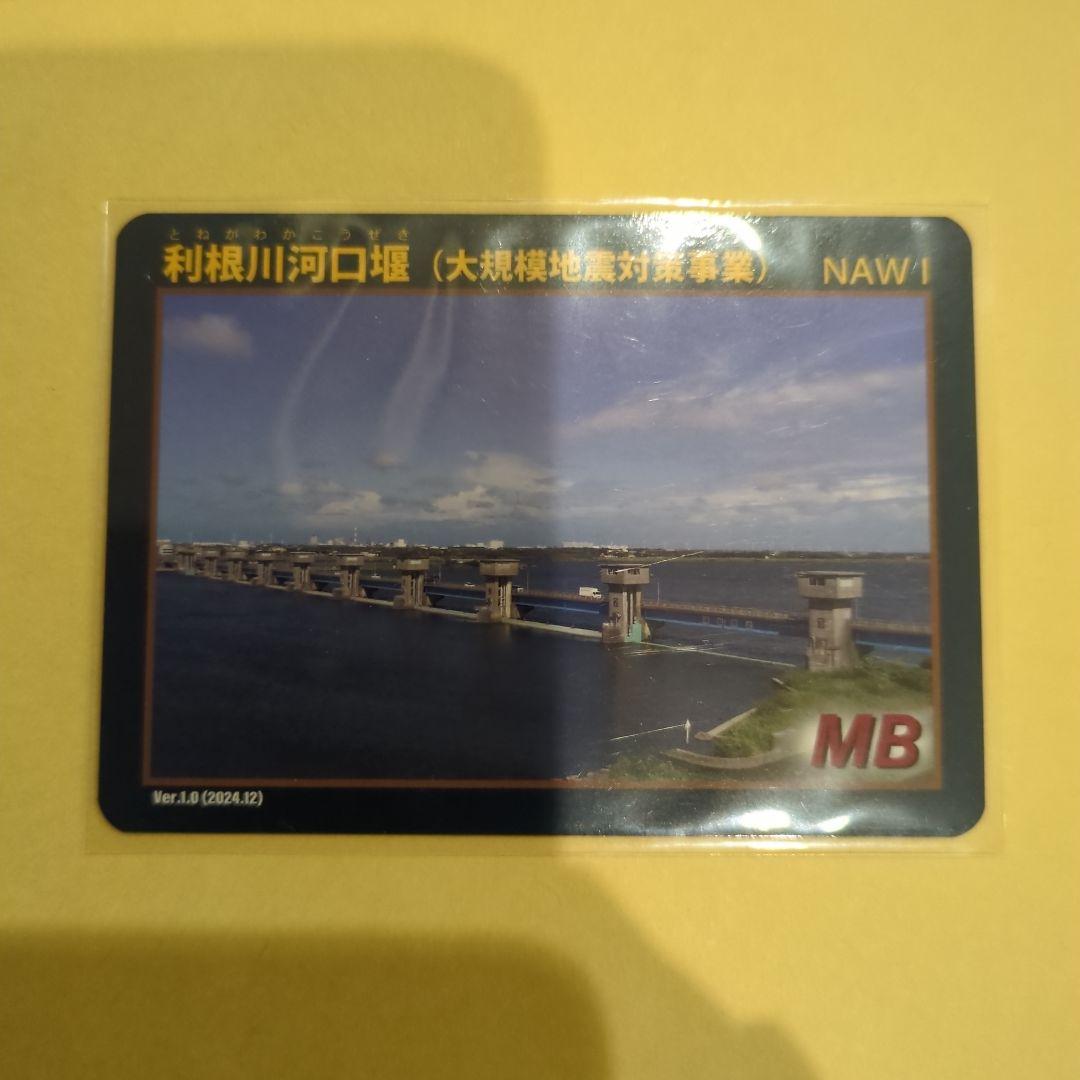 とねがわかこうぜき
利根川河口堰（大規模地震対策事業） NAW I
MB
Ver.1.0 (2024.12)